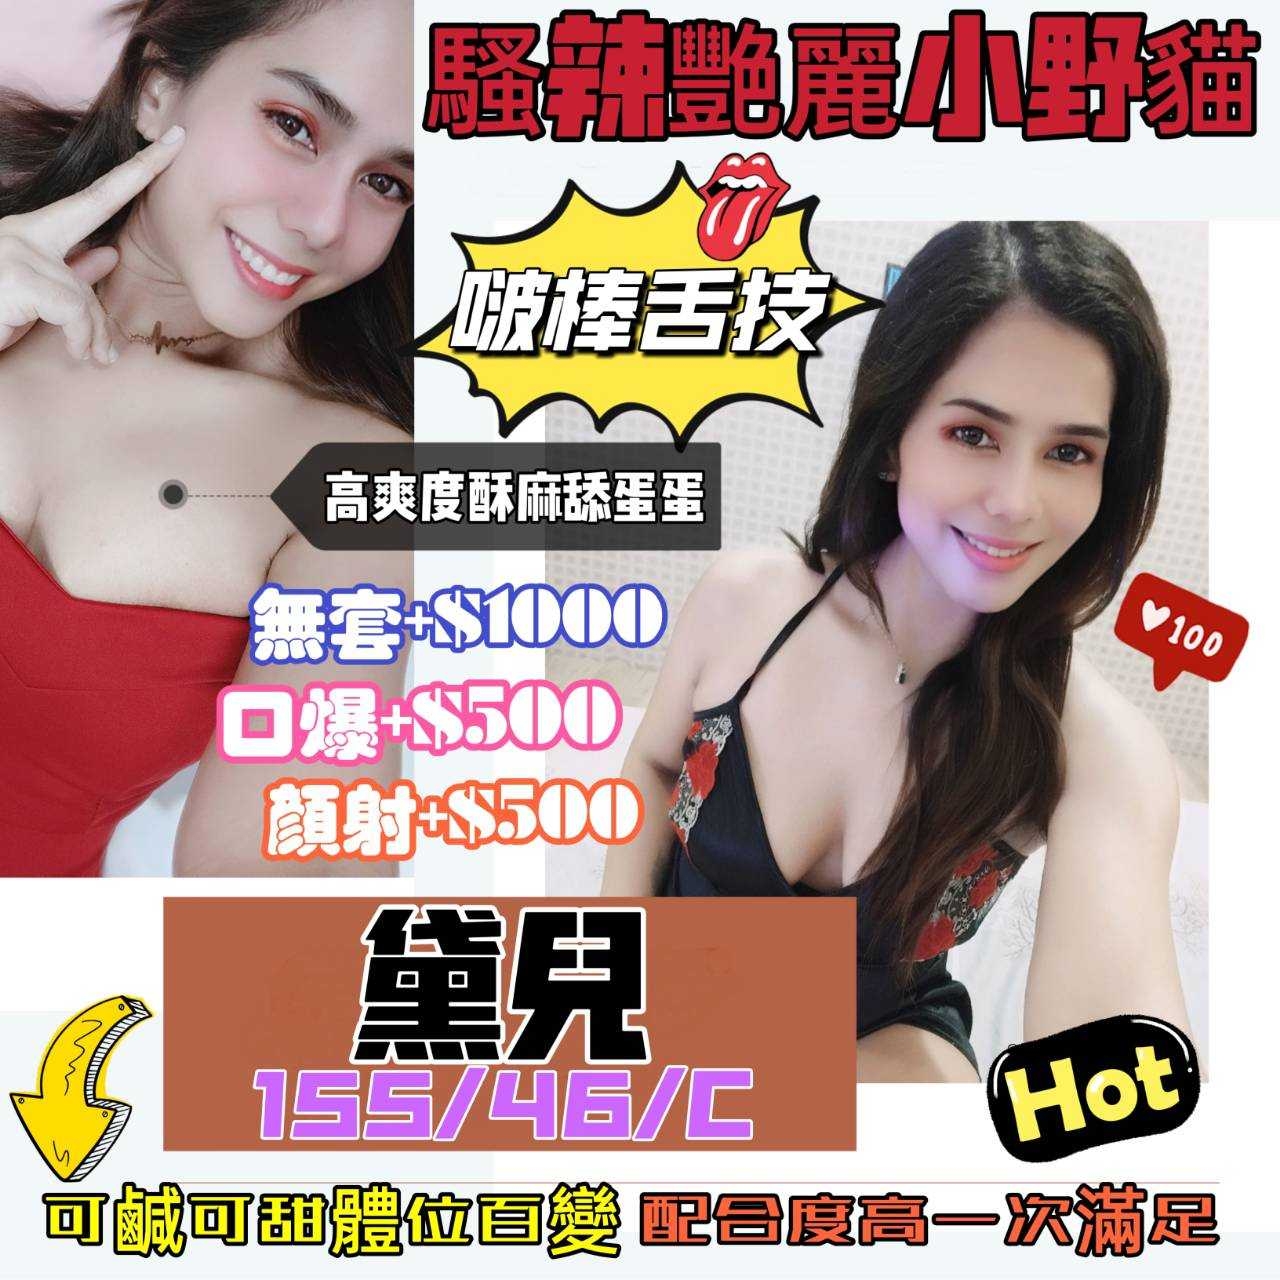 騷辣艷麗小野貓
啵棒舌技
高爽度酥麻舔蛋蛋
無套+$1000
口爆+$500
顏射+$500
100
黛兒
155/46/C
Hot
可鹹可甜體位百變 配合度高一次滿足